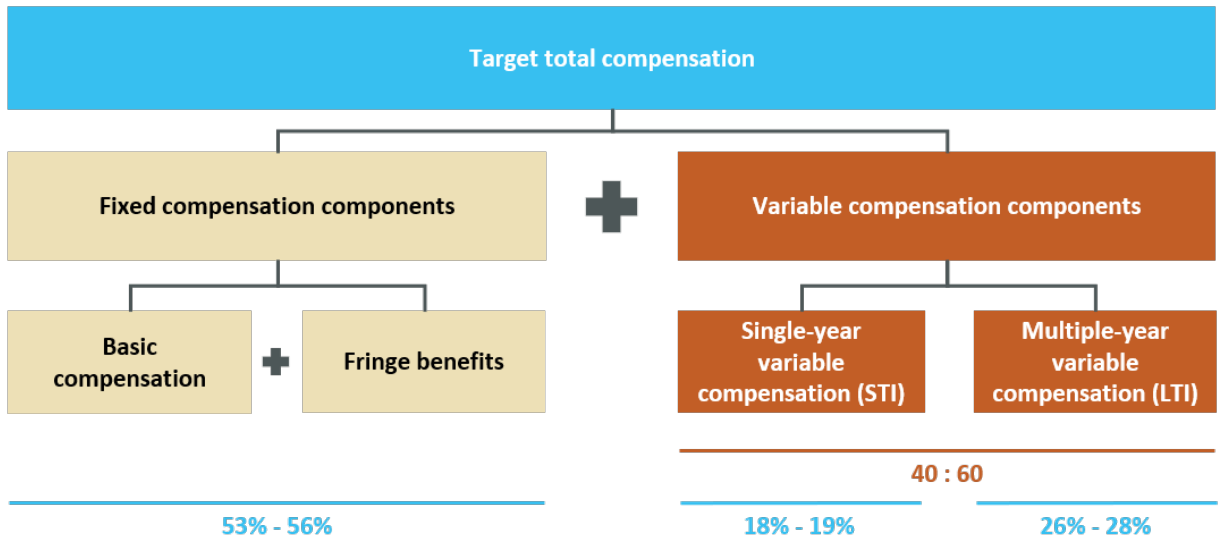 Target total compensation
Fixed compensation components
Variable compensation components
Basic
compensation
Fringe benefits
Single-year
variable
compensation (STI)
Multiple-year
variable
compensation (LTI)
40 : 60
53% - 56%
18% - 19%
26% - 28%